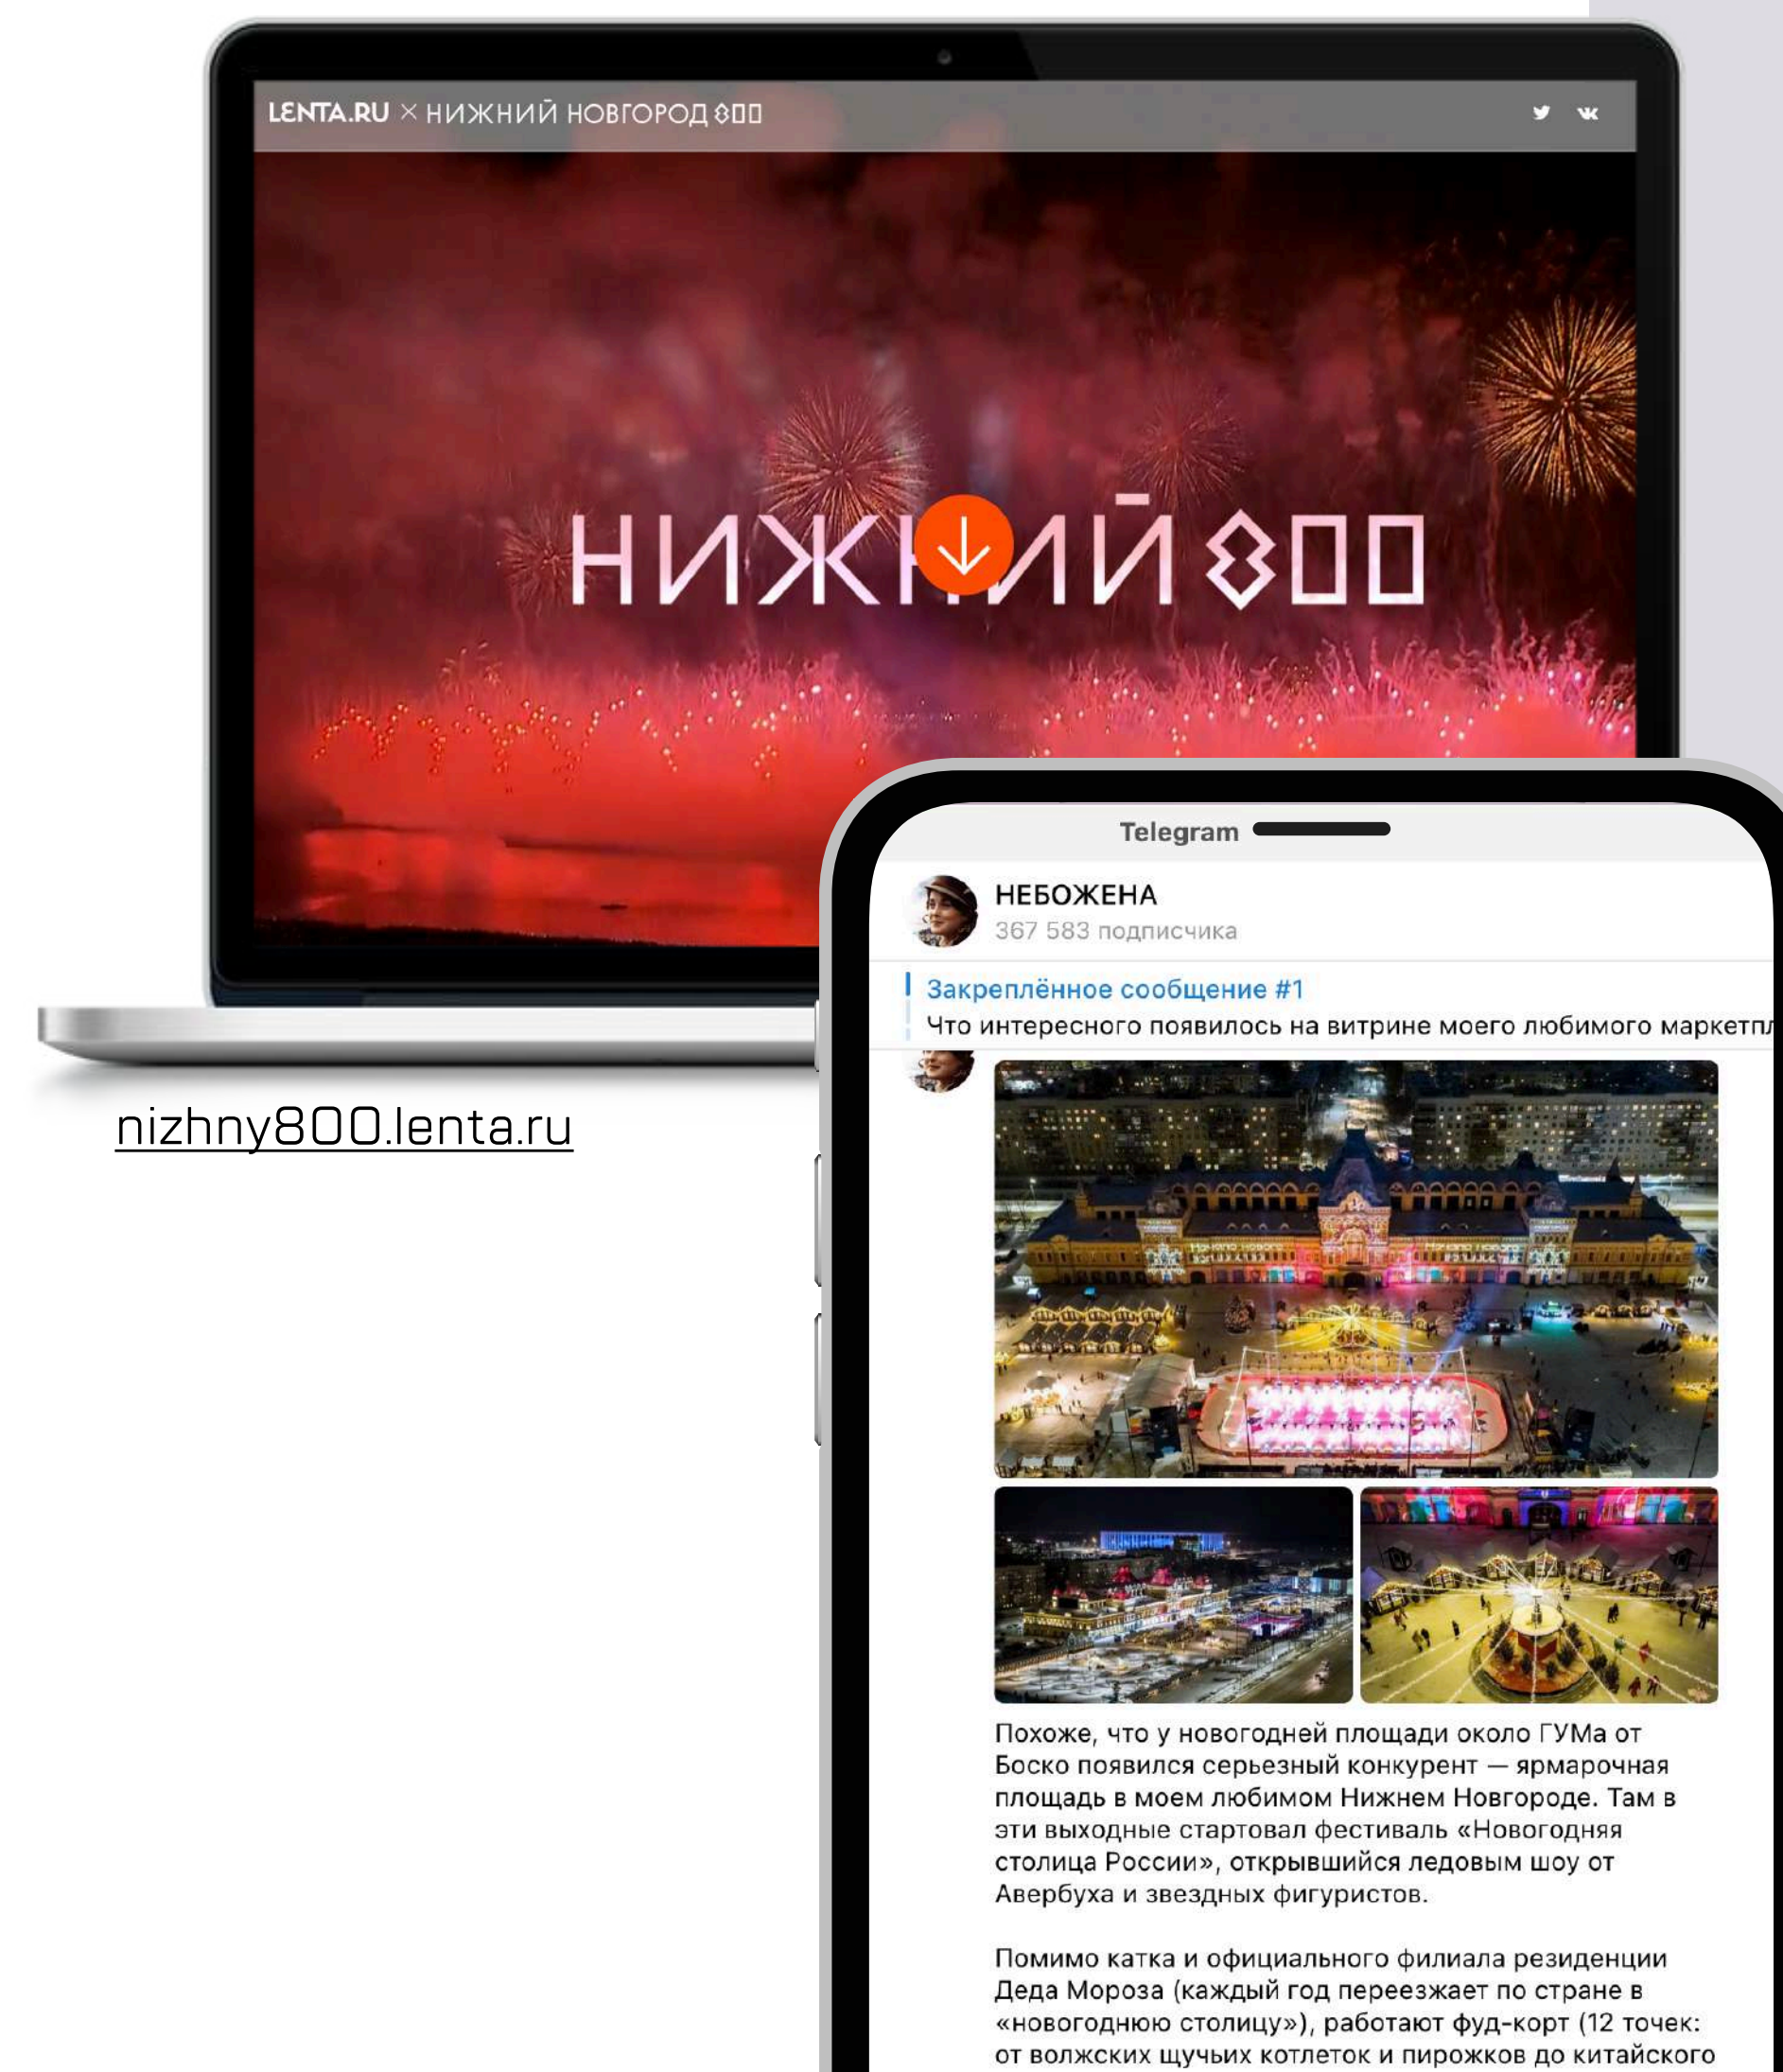 LENTA.RU × НИЖНИЙ НОВГОРОД 800
НИЖНИЙ 800
nizhny800.lenta.ru
Telegram
НЕБОЖЕНА
367 583 подписчика
Закреплённое сообщение #1
Что интересного появилось на витрине моего любимого маркетпл
Похоже, что у новогодней площади около ГУМа от
Боско появился серьезный конкурент — ярмарочная
площадь в моем любимом Нижнем Новгороде. Там в
эти выходные стартовал фестиваль «Новогодняя
столица России», открывшийся ледовым шоу от
Авербуха и звездных фигуристов.
Помимо катка и официального филиала резиденции
Деда Мороза (каждый год переезжает по стране в
«новогоднюю столицу»), работают фуд-корт (12 точек:
от волжских щучьих котлеток и пирожков до китайского